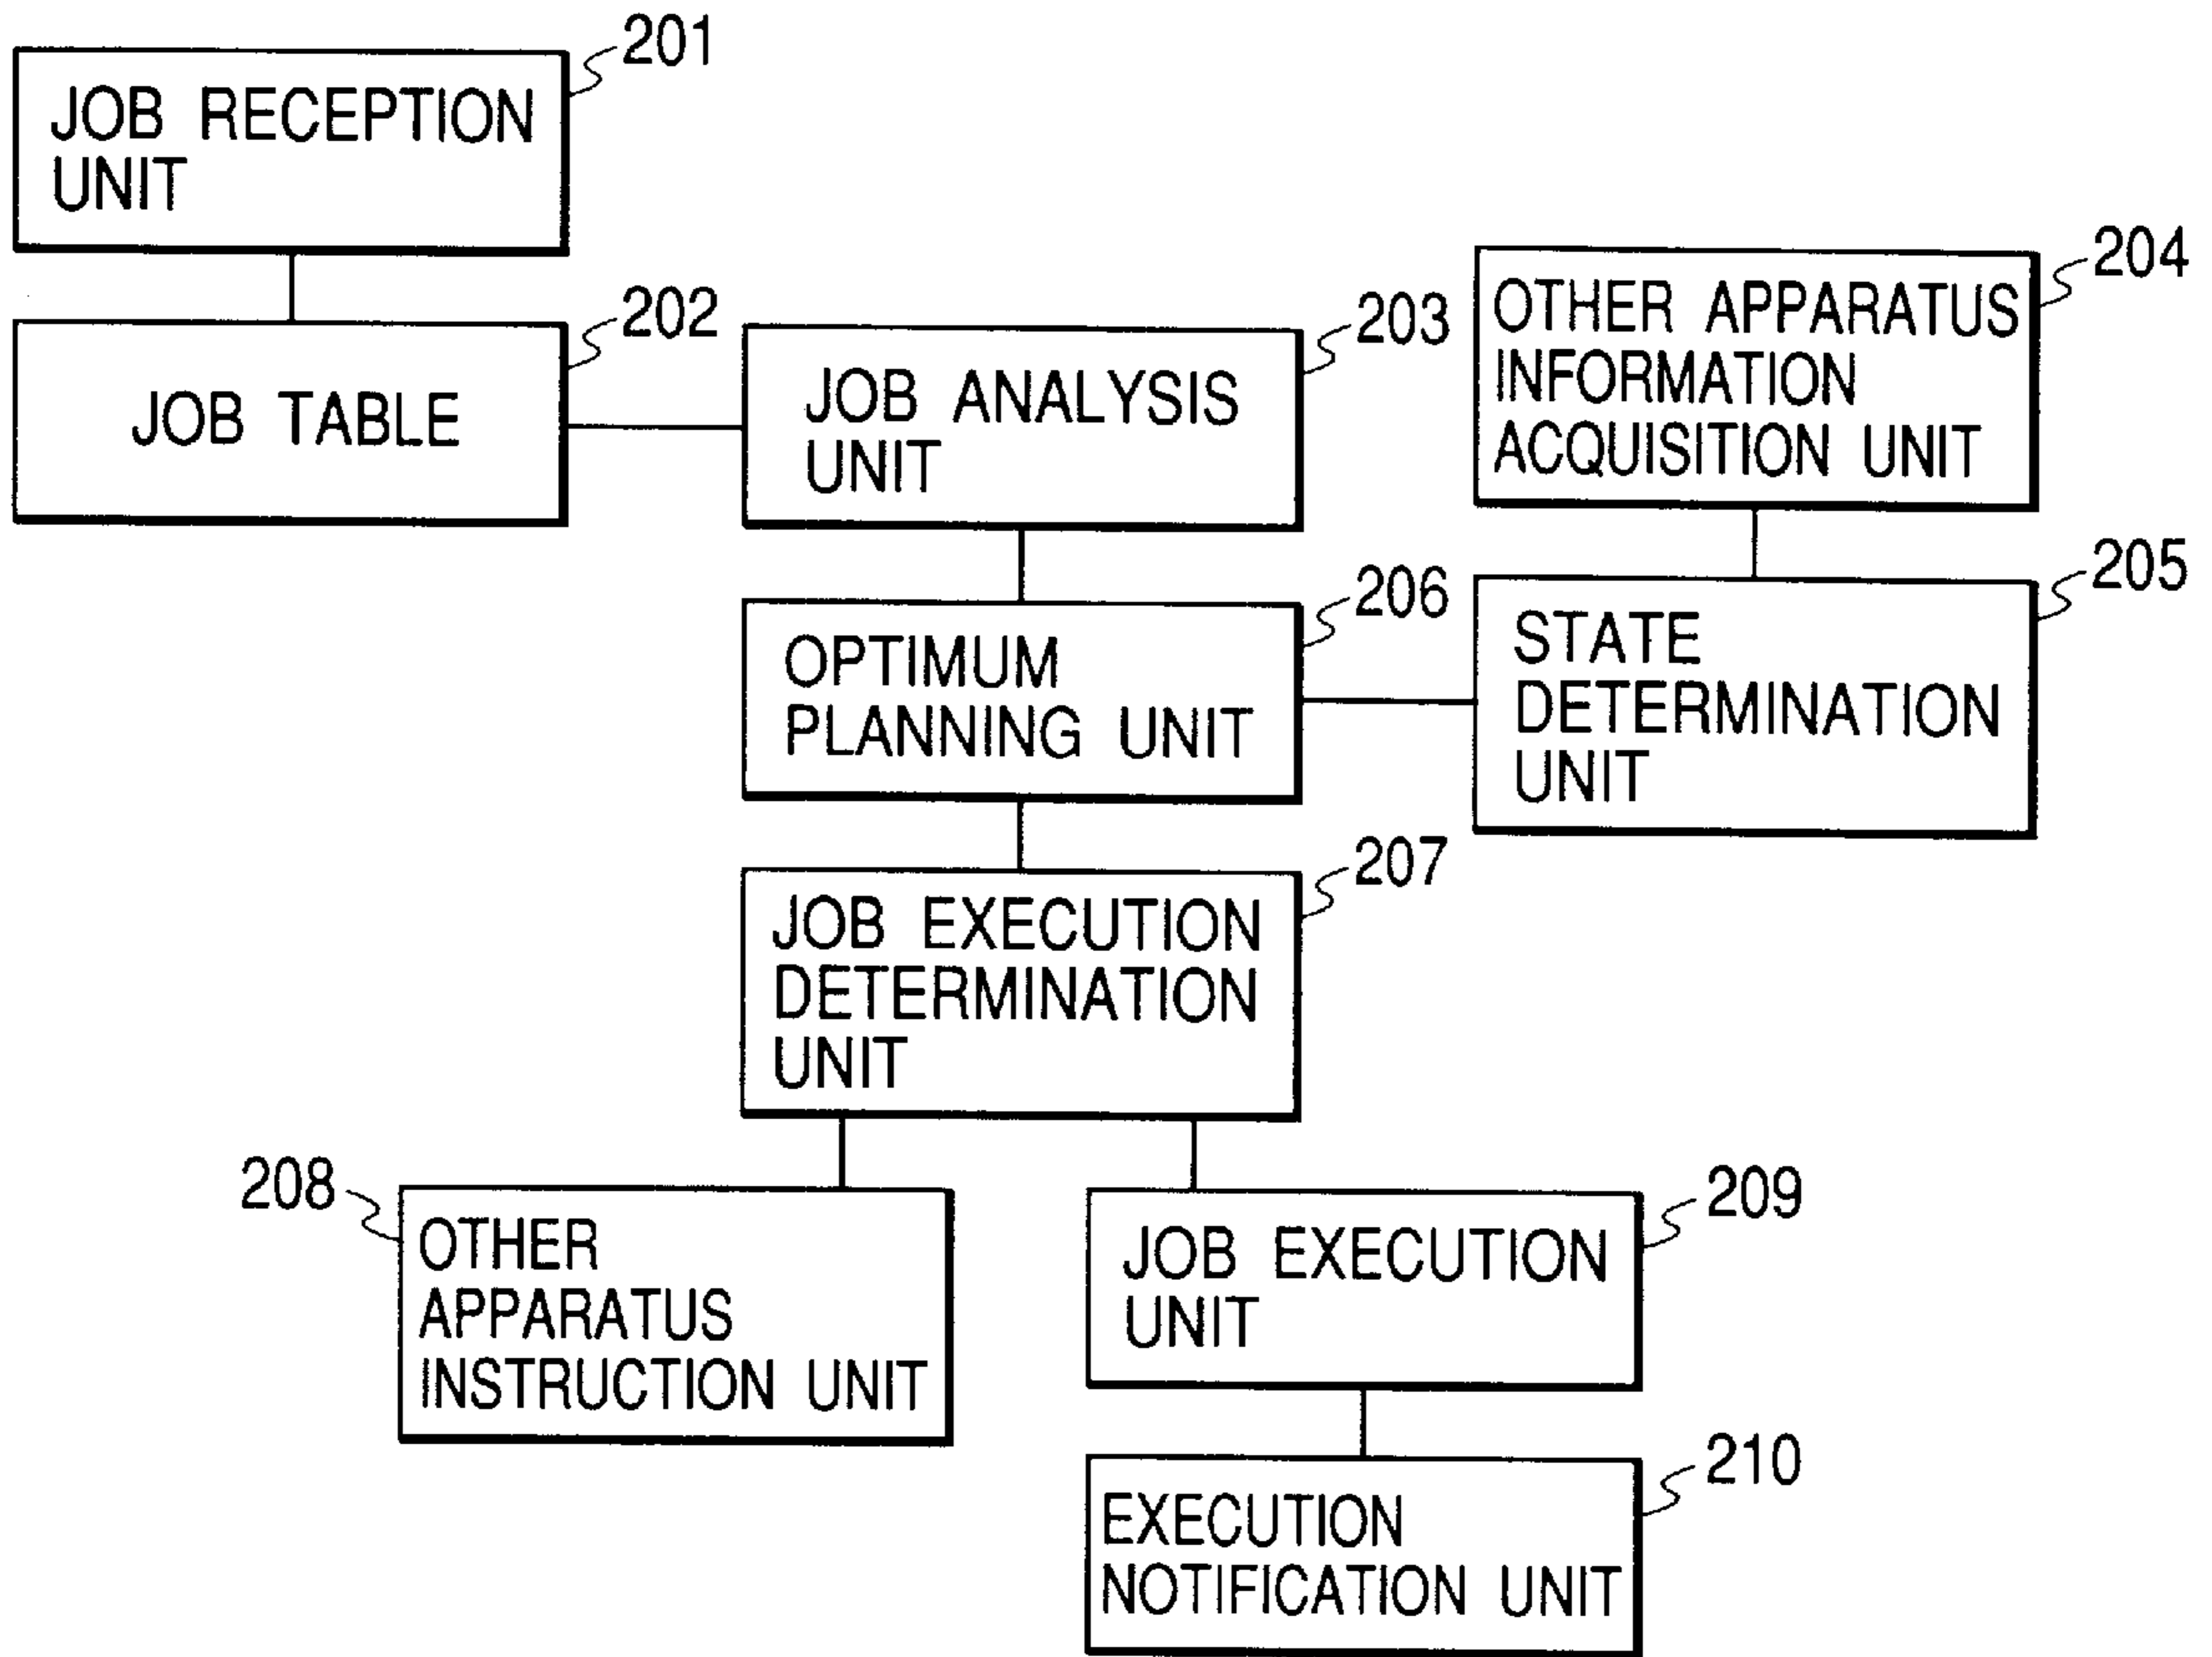 201
JOB RECEPTION
UNIT
202
JOB TABLE
203
JOB ANALYSIS
UNIT
204
OTHER APPARATUS
INFORMATION
ACQUISITION UNIT
205
STATE
DETERMINATION
UNIT
206
OPTIMUM
PLANNING UNIT
207
JOB EXECUTION
DETERMINATION
UNIT
208
OTHER
APPARATUS
INSTRUCTION UNIT
209
JOB EXECUTION
UNIT
210
EXECUTION
NOTIFICATION UNIT